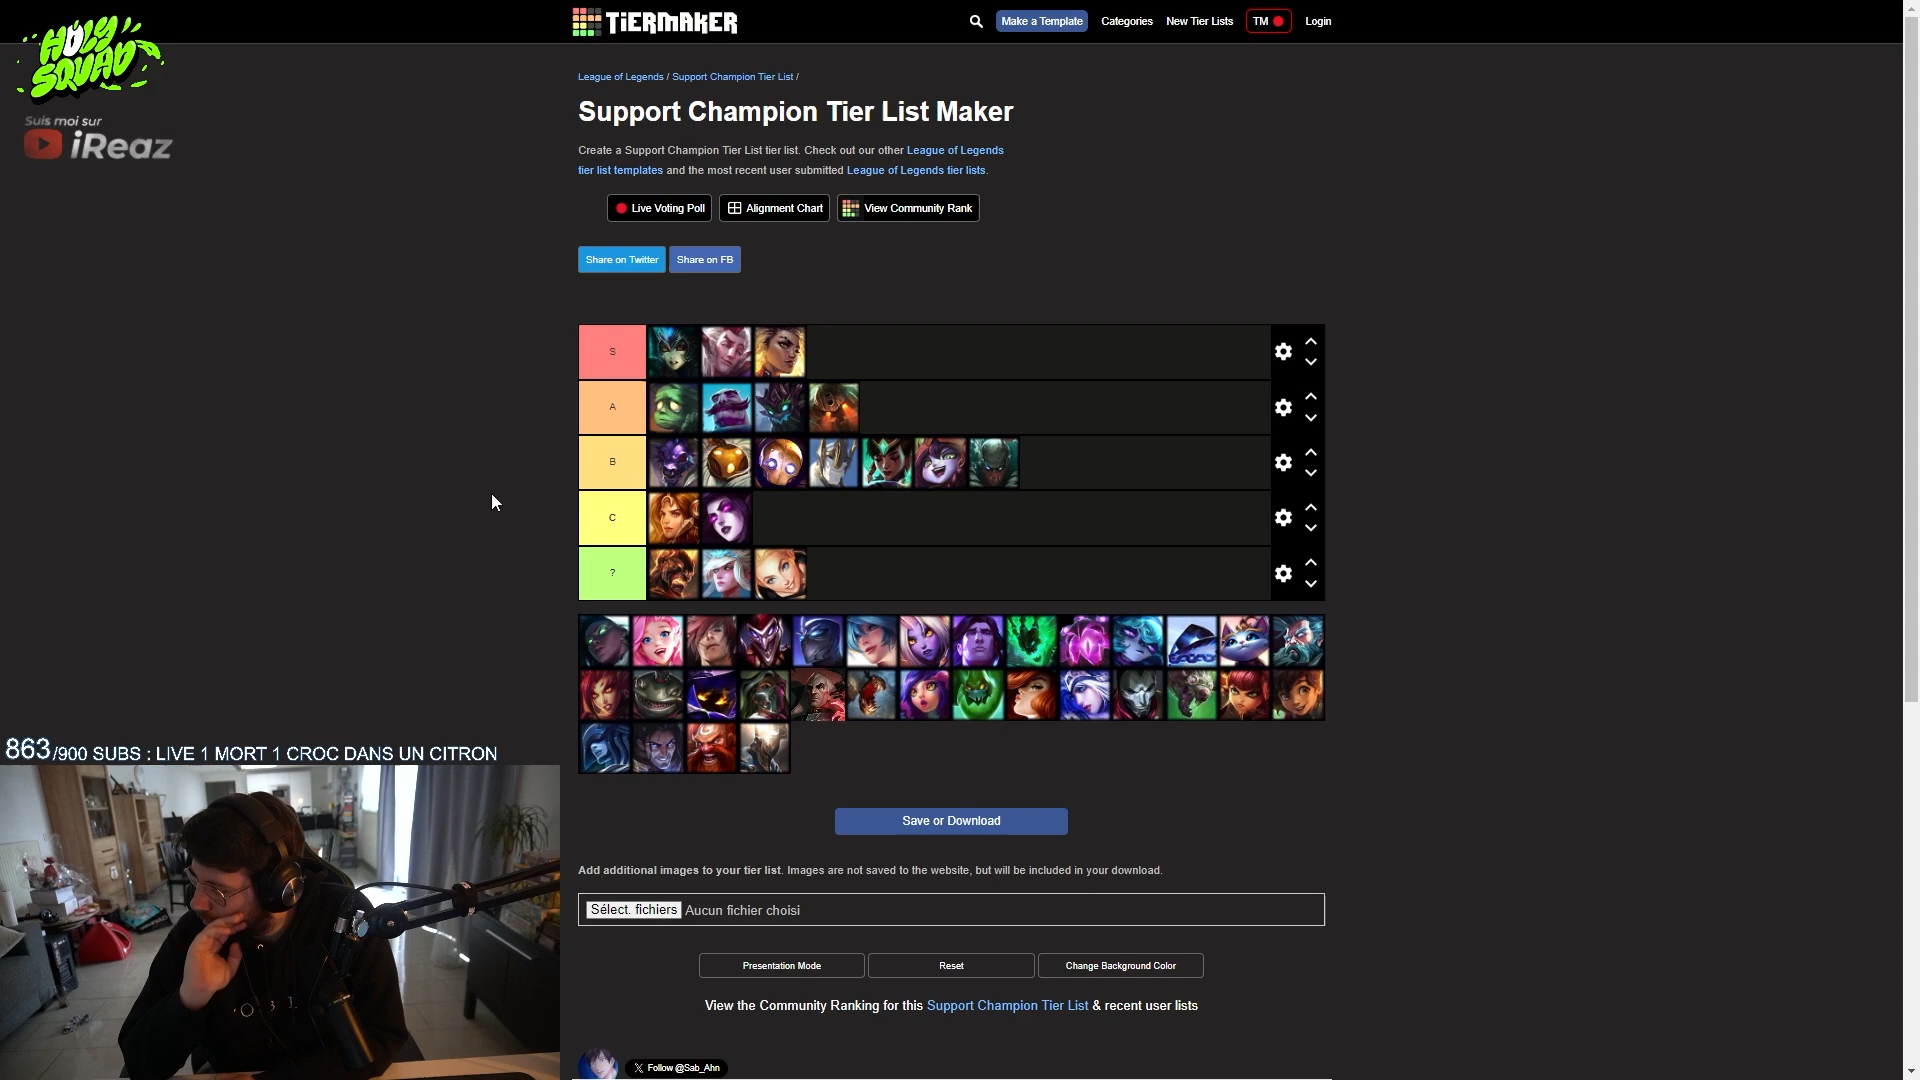 HOLY
SQUAD
Suis moi sur
iReaz
TiERMAKER
Make a Template
Categories
New Tier Lists
TM
Login
League of Legends / Support Champion Tier List /
Support Champion Tier List Maker
Create a Support Champion Tier List tier list. Check out our other League of Legends
tier list templates and the most recent user submitted League of Legends tier lists.
Live Voting Poll
Alignment Chart
View Community Rank
Share on Twitter
Share on FB
S
A
B
C
?
863/900 SUBS : LIVE 1 MORT 1 CROC DANS UN CITRON
Save or Download
Add additional images to your tier list. Images are not saved to the website, but will be included in your download.
Sélect. fichiers Aucun fichier choisi
Presentation Mode
Reset
Change Background Color
View the Community Ranking for this Support Champion Tier List & recent user lists
X Follow @Sab_Ahn